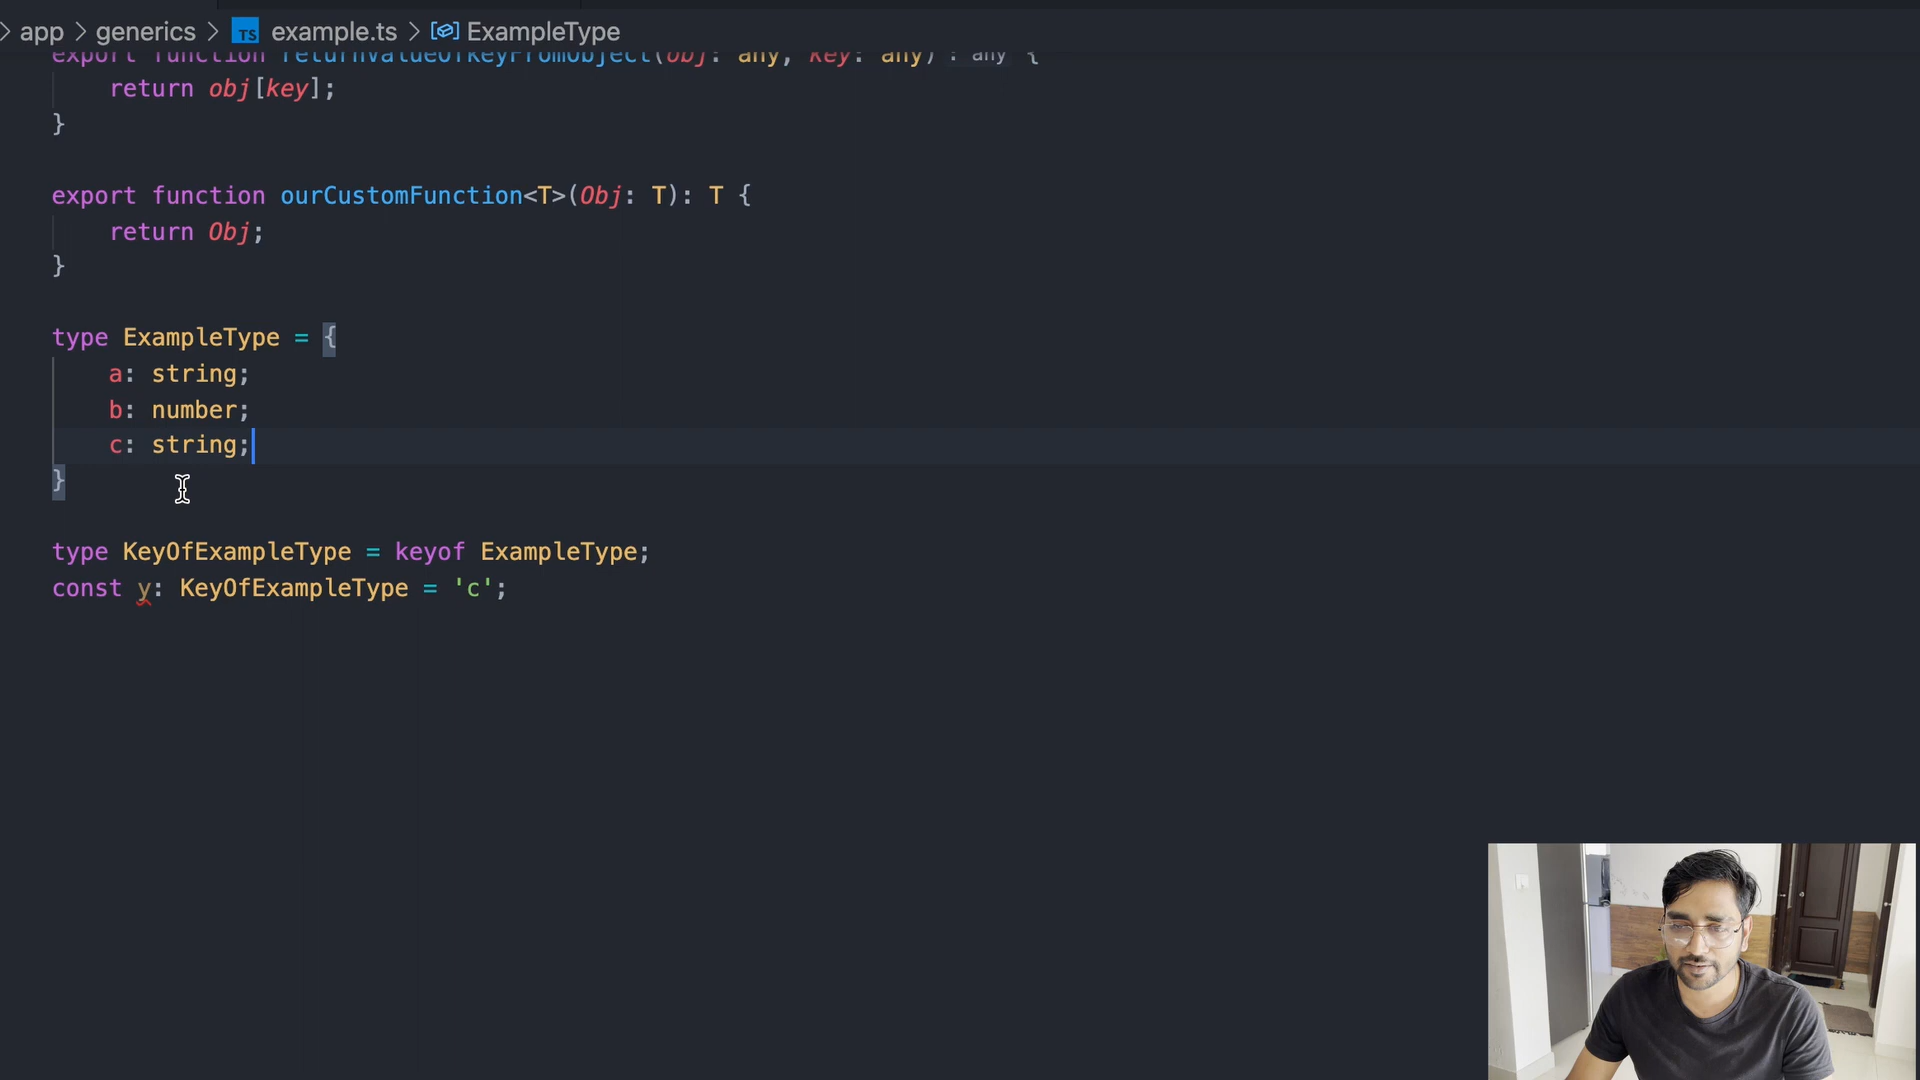 app > generics > TS example.ts > ExampleType
export function returnValueOfKeyFromObject(obj: any, key: any) : any {
return obj[key];
}
export function ourCustomFunction<T>(Obj: T): T {
return Obj;
}
type ExampleType = {
a: string;
b: number;
c: string;
}
type KeyOfExampleType = keyof ExampleType;
const y: KeyOfExampleType = 'c';